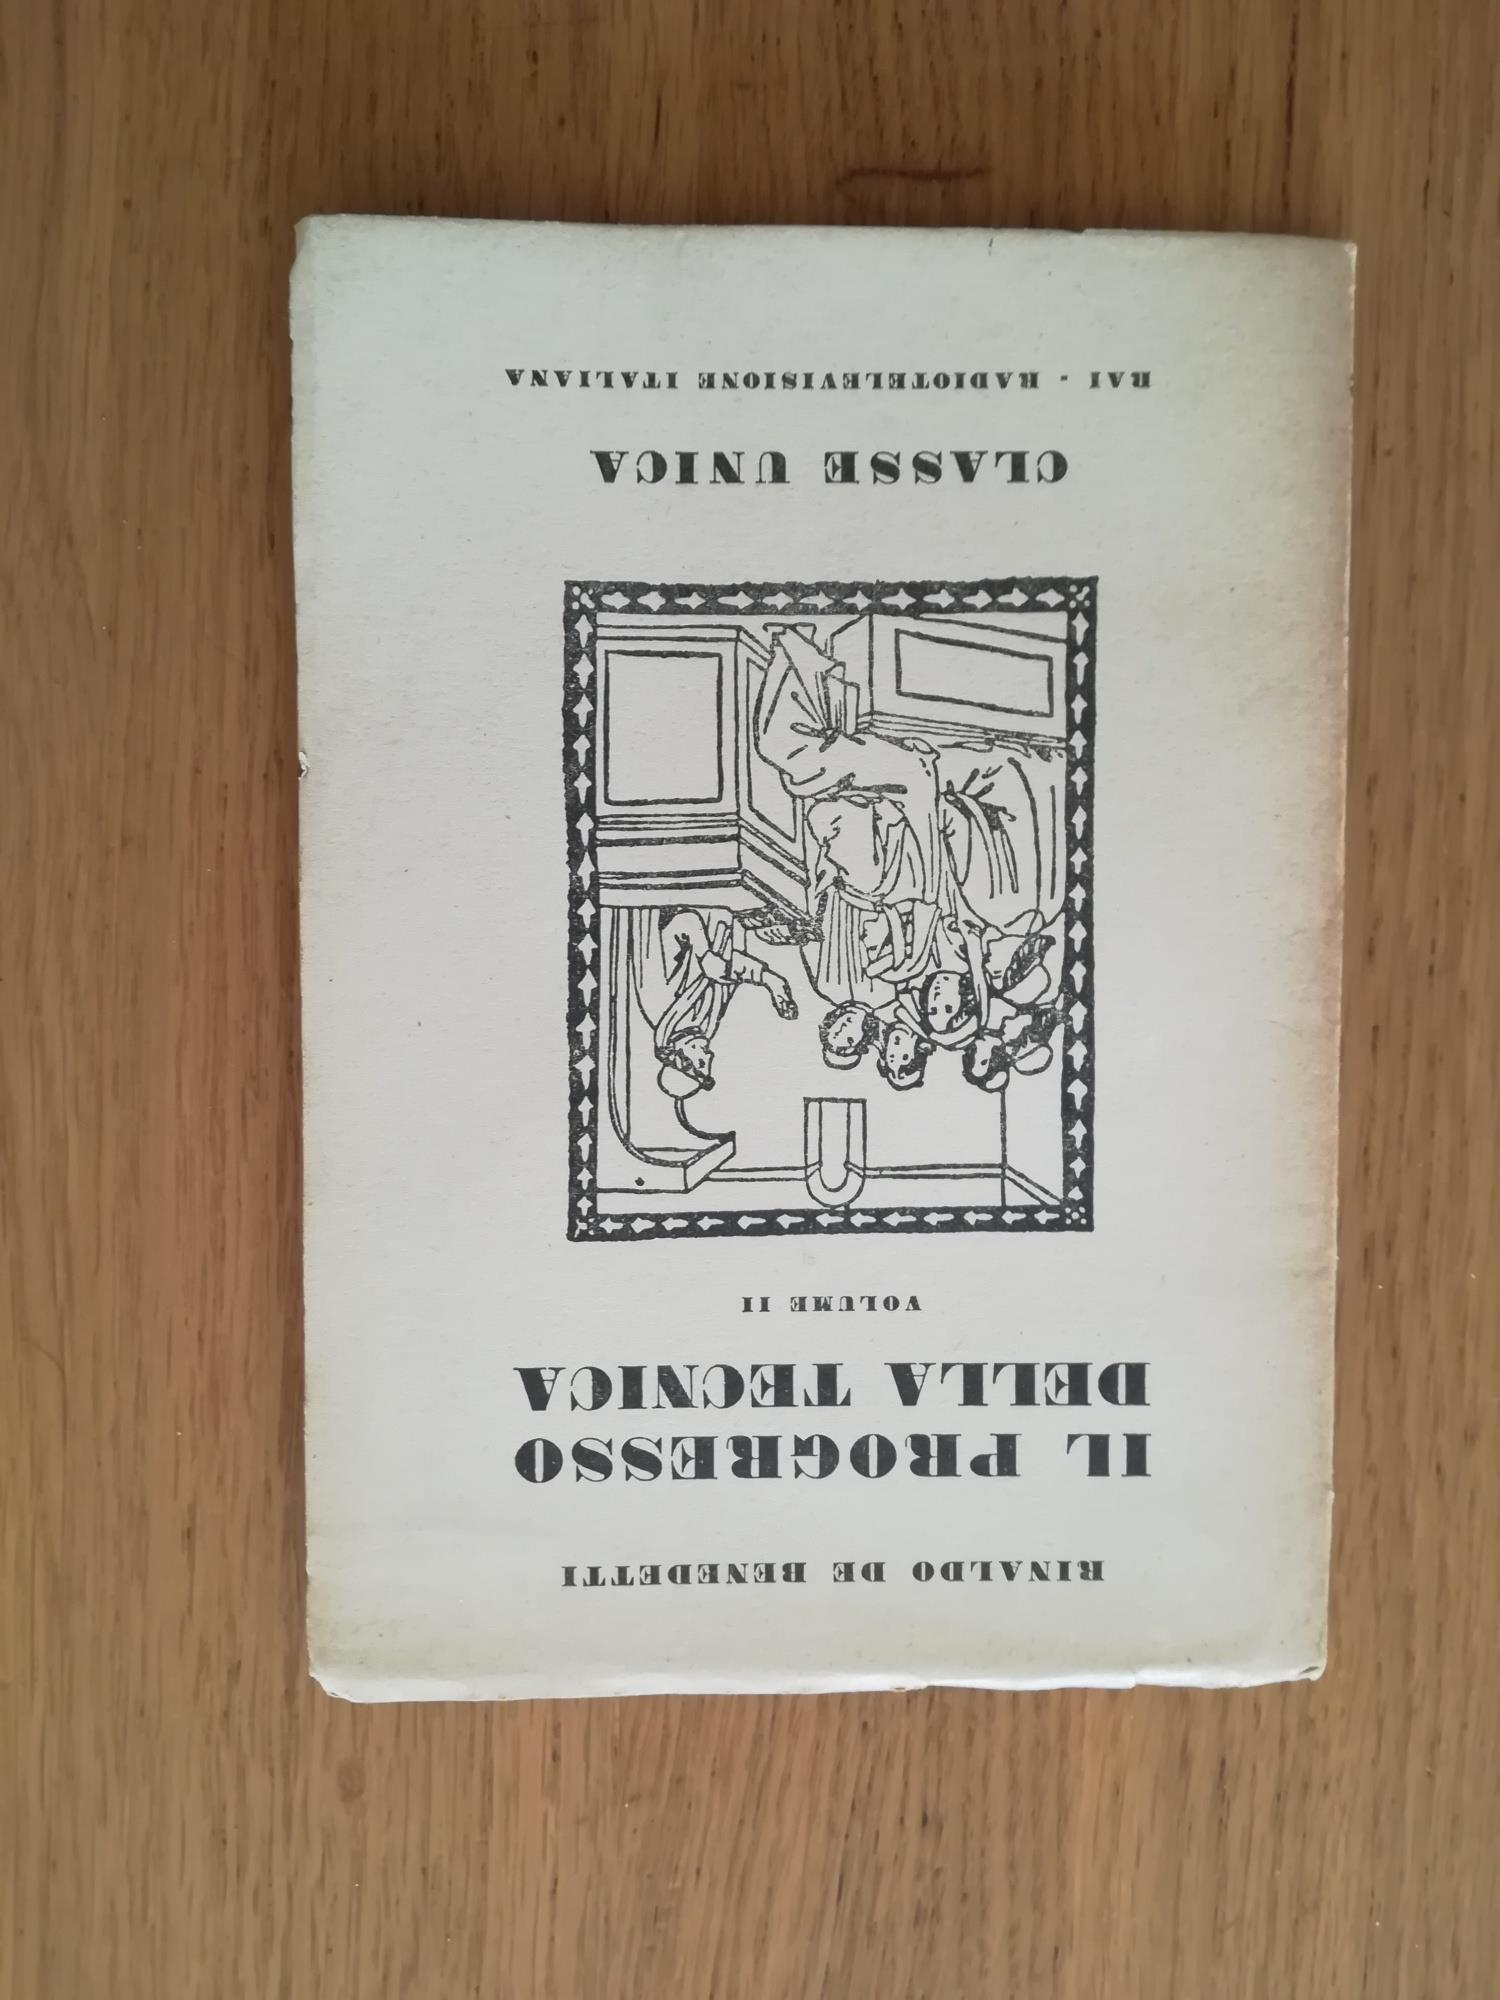 RINALDO DE BENEDETTI
IL PROGRESSO
DELLA TECNICA
VOLUME II
CLASSE UNICA
RAI - RADIOTELEVISIONE ITALIANA